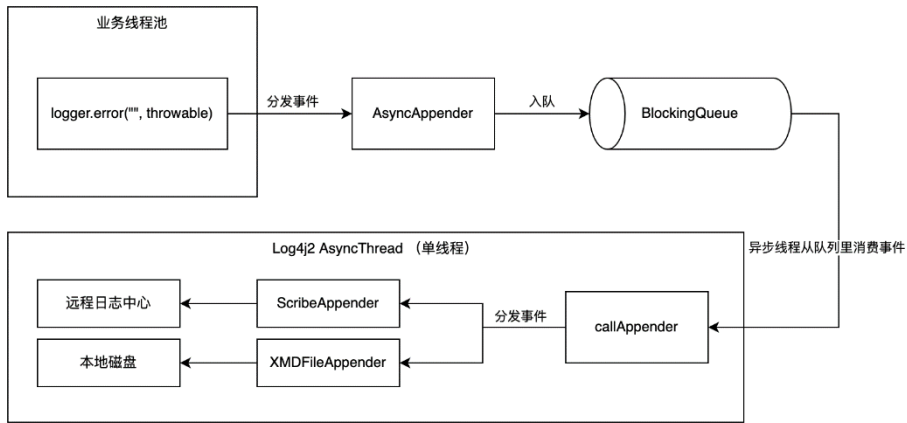 业务线程池
logger.error("", throwable)
分发事件
AsyncAppender
入队
BlockingQueue
异步线程从队列里消费事件
Log4j2 AsyncThread （单线程）
远程日志中心
ScribeAppender
分发事件
callAppender
本地磁盘
XMDFileAppender